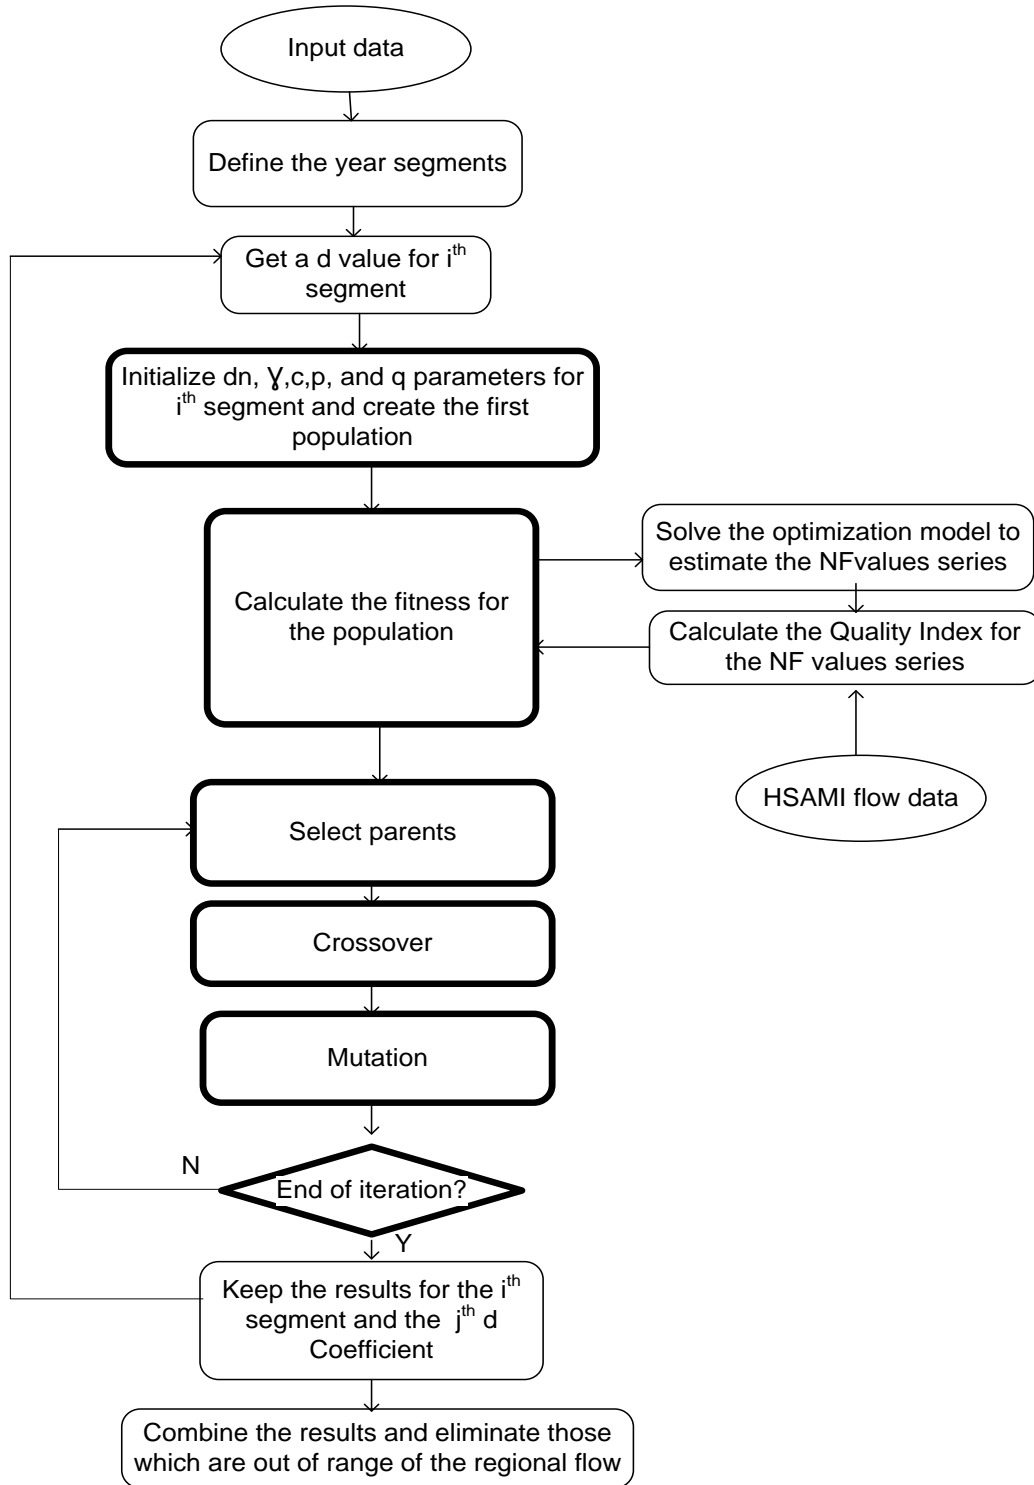 Input data
Define the year segments
Get a d value for i^th
segment
Initialize dn, Ɣ,c,p, and q parameters for
i^th segment and create the first
population
Calculate the fitness for
the population
Solve the optimization model to
estimate the NFvalues series
Calculate the Quality Index for
the NF values series
HSAMI flow data
Select parents
Crossover
Mutation
N
End of iteration?
Y
Keep the results for the i^th
segment and the j^th d
Coefficient
Combine the results and eliminate those
which are out of range of the regional flow